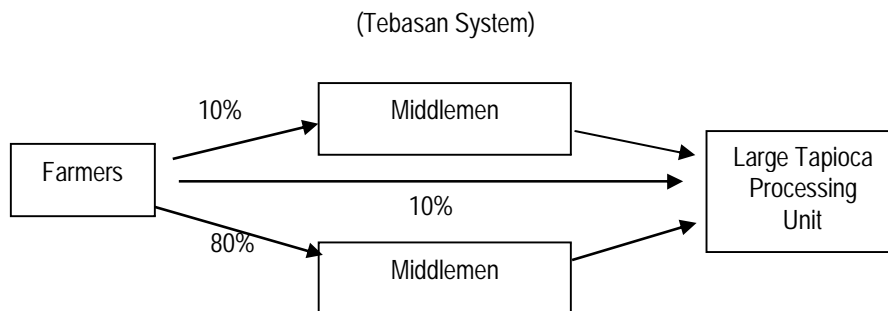 (Tebasan System)
10%
Middlemen
Farmers
Large Tapioca
Processing
Unit
10%
80%
Middlemen